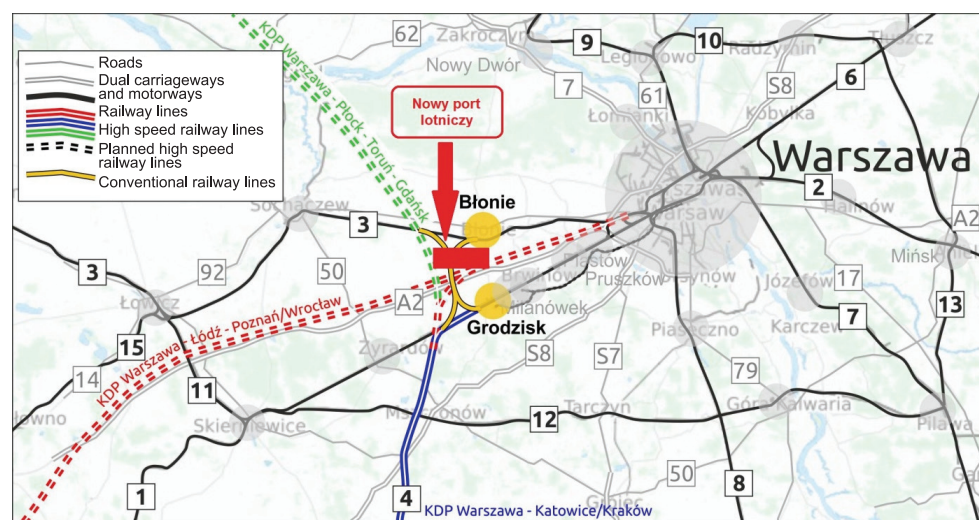 Roads
Dual carriageways
and motorways
Railway lines
High speed railway lines
Planned high speed
railway lines
Conventional railway lines
KDP Warszawa - Płock - Toruń - Gdańsk
62
Zakroczym
9
10
Radzymin
Tłuszcz
Nowy Dwór
Legionowo
7
61
S8
6
Nowy port
lotniczy
Łomianki
Kobyłka
Warszawa
Warszawa
Warsaw
2
Halinów
A2
Błonie
Błonie
Sochaczew
3
3
92
50
Łowicz
A2
Brwinów
Piastów
Pruszków
Ursynów
Józefów
17
Mińsk
13
Milanówek
Grodzisk
KDP Warszawa - Łódź - Poznań/Wrocław
15
14
Żyrardów
S8
S7
Piaseczno
Karczew
7
11
79
Skierniewice
Mszczonów
12
Tarczyn
Góra Kalwaria
Pilawa
50
1
4
8
Grójec
KDP Warszawa - Katowice/Kraków